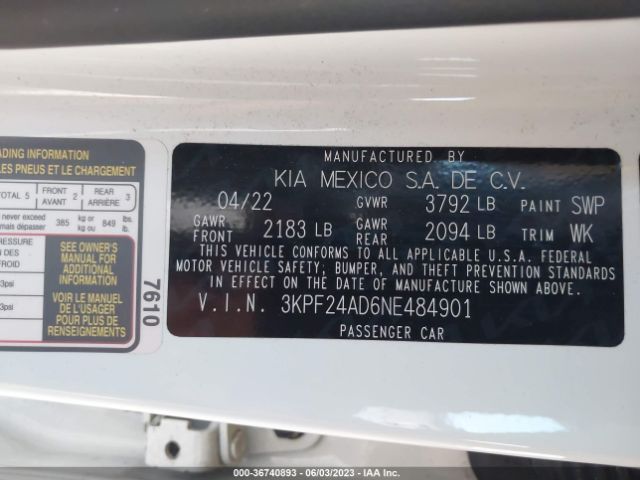 ADING INFORMATION
LES PNEUS ET LE CHARGEMENT
TOTAL 5 FRONT AVANT 2 REAR ARRIÈRE 3
never exceed 385 kg or kg ou 849 lbs. lb.
mais dépasser
RESSURE
ON DES
FROID
3psi
3psi
SEE OWNER'S
MANUAL FOR
ADDITIONAL
INFORMATION
VOIR LE MANUEL
DE L'USAGER
POUR PLUS DE
RENSEIGNEMENTS
7610
MANUFACTURED BY
KIA MEXICO S.A. DE C.V.
04/22 GVWR 3792 LB PAINT SWP
GAWR FRONT 2183 LB GAWR REAR 2094 LB TRIM WK
THIS VEHICLE CONFORMS TO ALL APPLICABLE U.S.A. FEDERAL
MOTOR VEHICLE SAFETY, BUMPER, AND THEFT PREVENTION STANDARDS
IN EFFECT ON THE DATE OF MANUFACTURE SHOWN ABOVE.
V.I.N. 3KPF24AD6NE484901
PASSENGER CAR
000-36740893 - 06/03/2023 - IAA Inc.